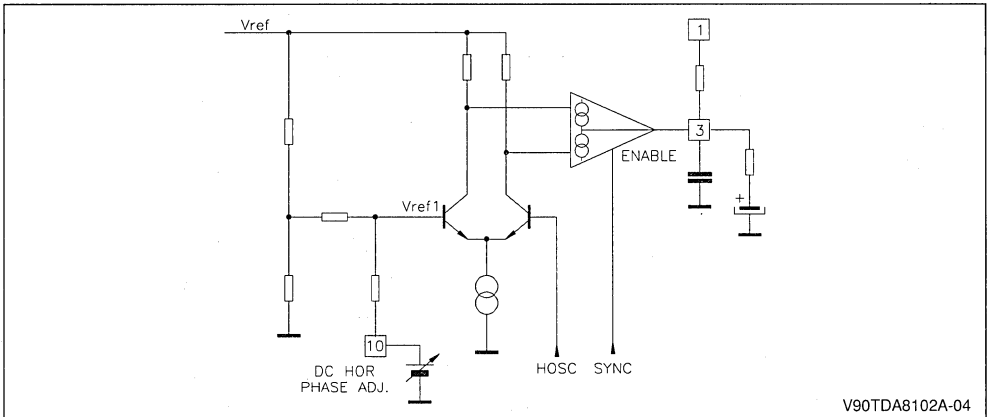 Vref
1
3
ENABLE
Vref1
10
DC HOR
PHASE ADJ.
HOSC SYNC
+
V90TDA8102A-04